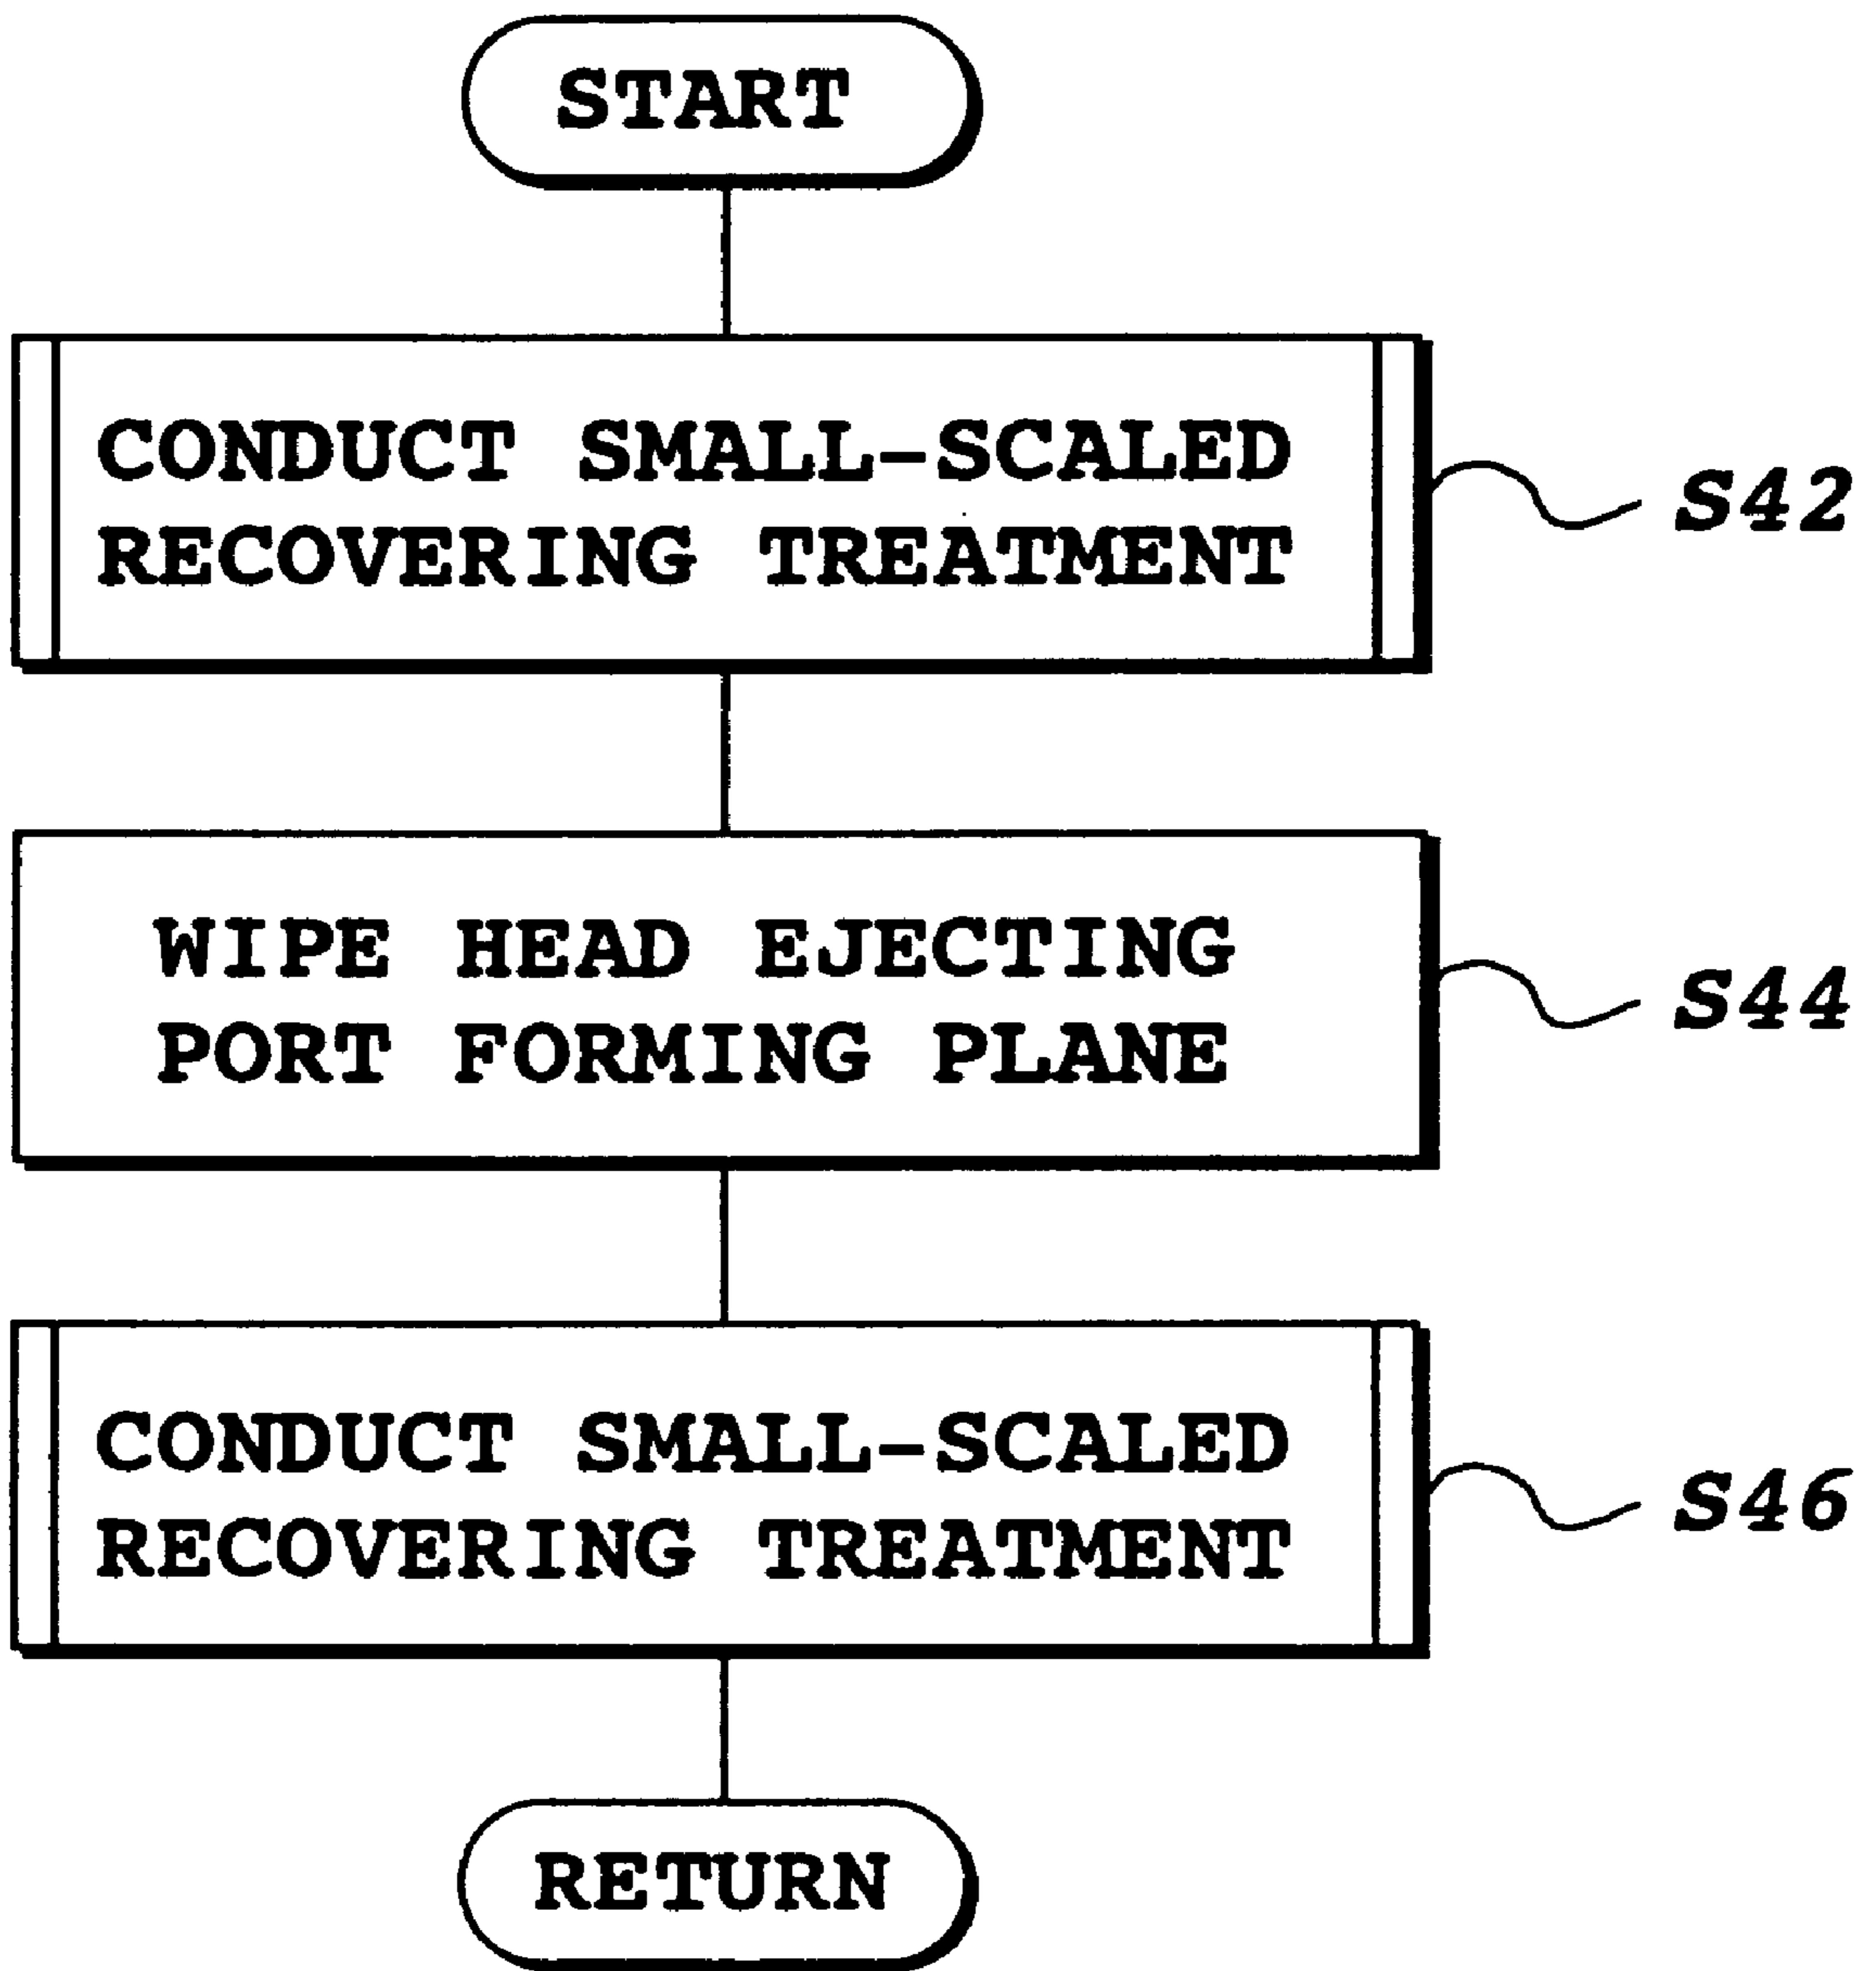 START
CONDUCT SMALL-SCALED
RECOVERING TREATMENT
S42
WIPE HEAD EJECTING
PORT FORMING PLANE
S44
CONDUCT SMALL-SCALED
RECOVERING TREATMENT
S46
RETURN